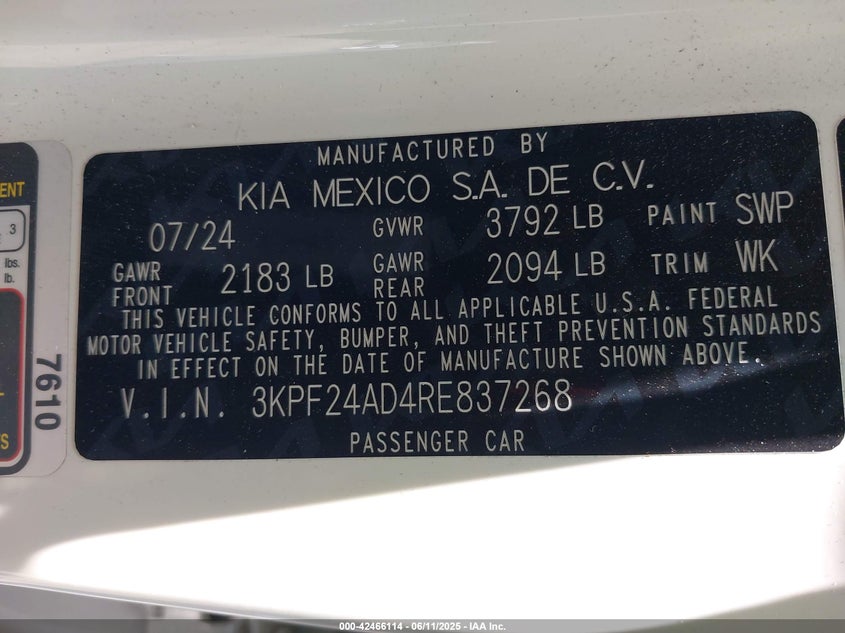 MANUFACTURED BY
KIA MEXICO S.A. DE C.V.
07/24 GVWR 3792 LB PAINT SWP
GAWR FRONT 2183 LB GAWR REAR 2094 LB TRIM WK
THIS VEHICLE CONFORMS TO ALL APPLICABLE U.S.A. FEDERAL
MOTOR VEHICLE SAFETY, BUMPER, AND THEFT PREVENTION STANDARDS
IN EFFECT ON THE DATE OF MANUFACTURE SHOWN ABOVE.
V.I.N. 3KPF24AD4RE837268
PASSENGER CAR
7610
3
lbs.
lb.
000-42466114 - 06/11/2025 - IAA Inc.